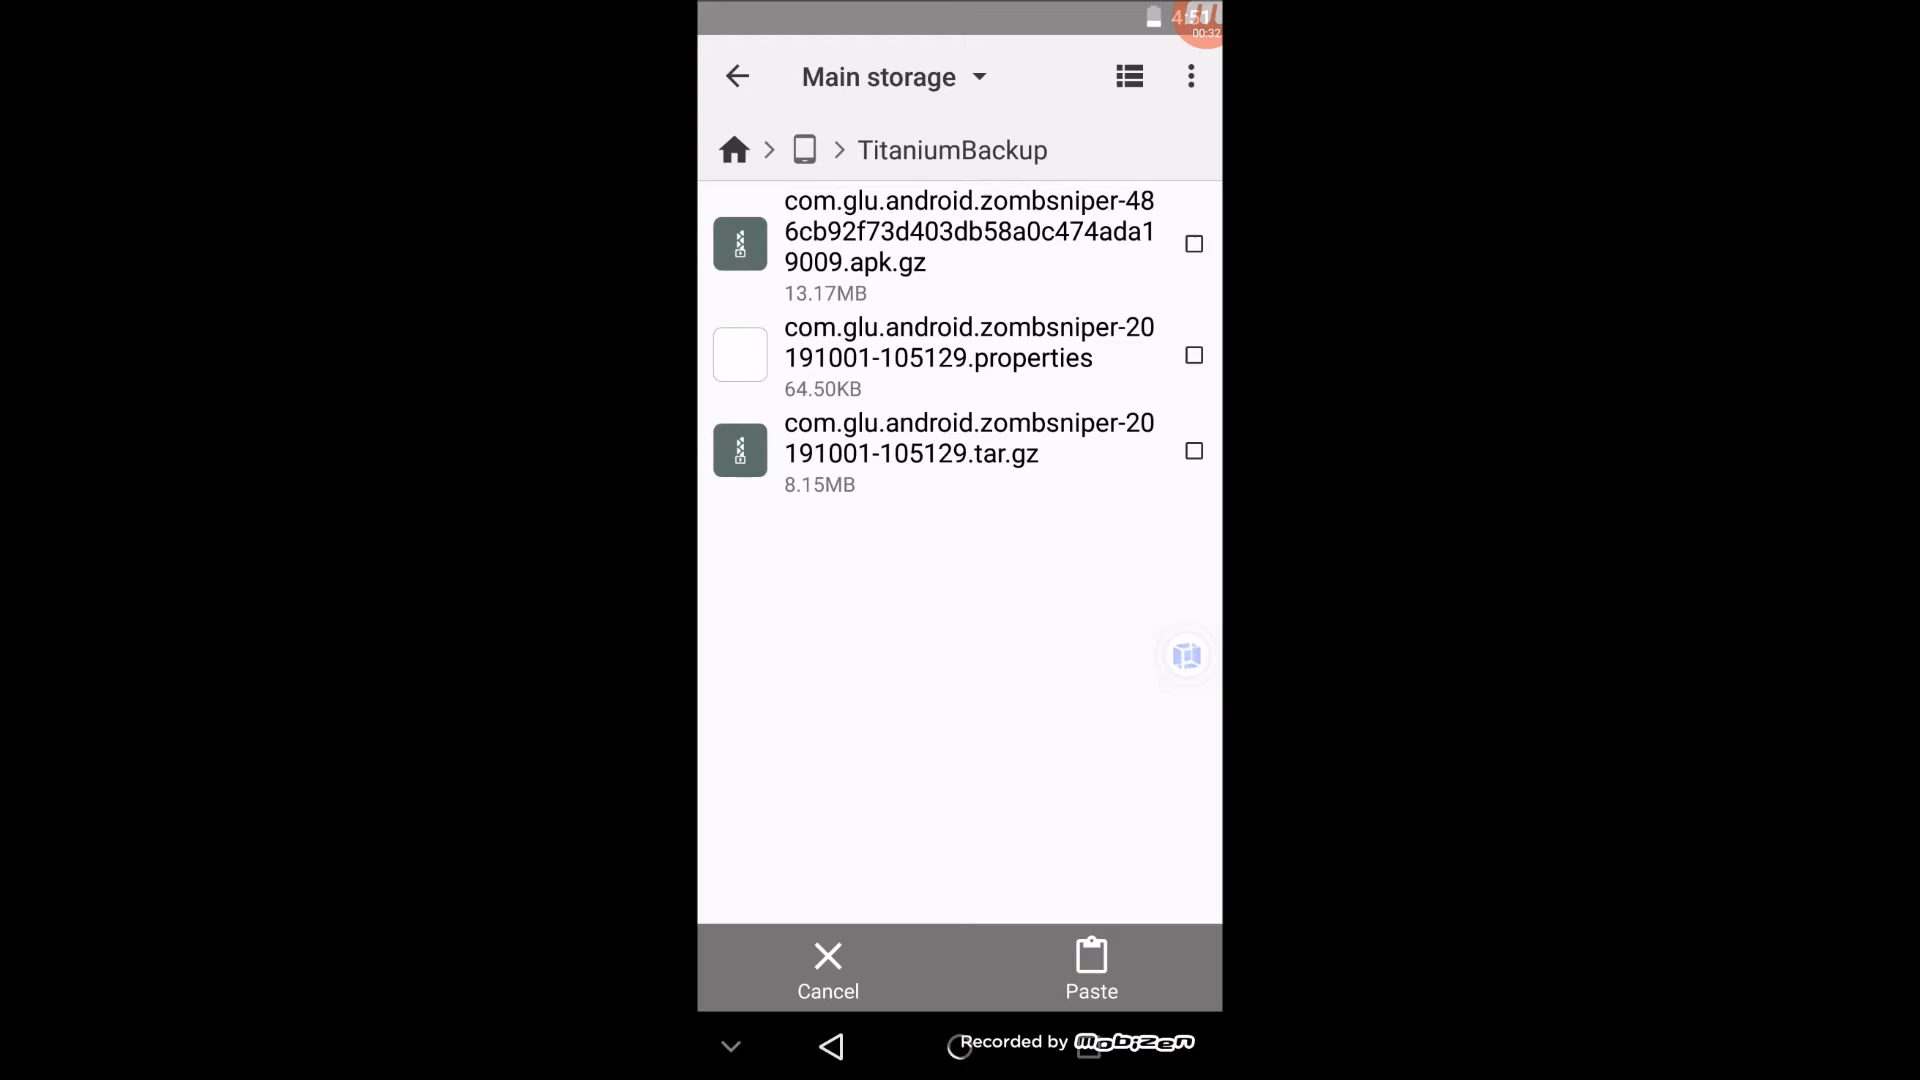 4:51
00:32
Main storage
TitaniumBackup
com.glu.android.zombsniper-48
6cb92f73d403db58a0c474ada1
9009.apk.gz
13.17MB
com.glu.android.zombsniper-20
191001-105129.properties
64.50KB
com.glu.android.zombsniper-20
191001-105129.tar.gz
8.15MB
Cancel
Paste
Recorded by Mobizen